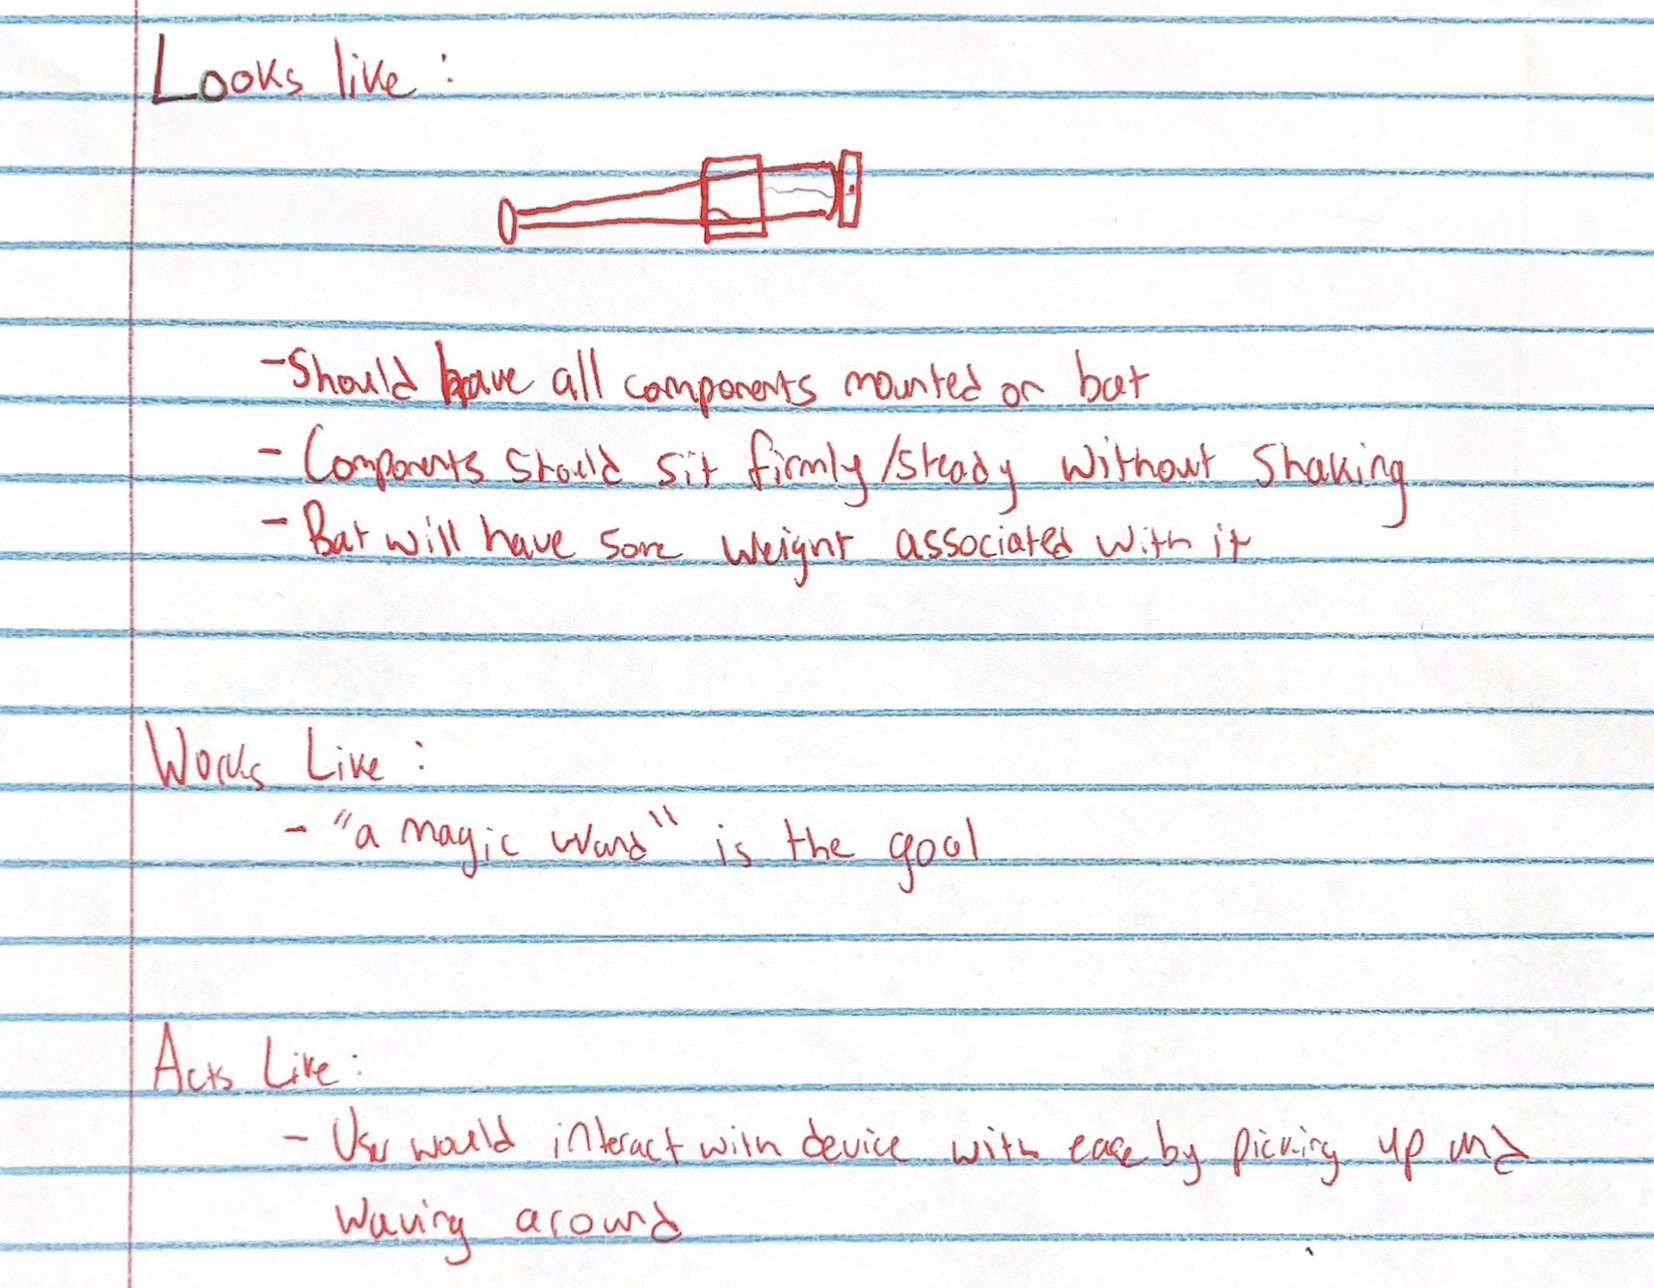 Looks like :
- Should have all components mounted on bat
- Components should sit firmly/steady without shaking
- Bat will have some weight associated with it
Works Like :
- "a magic wand" is the goal
Acts Like :
- User would interact with device with ease by picking up and
waving around